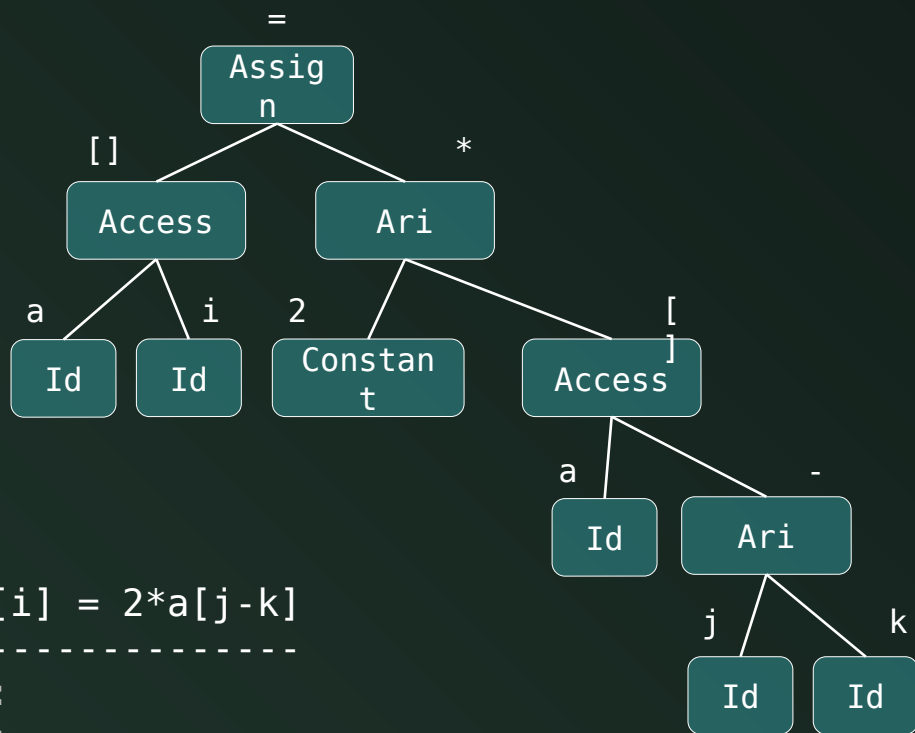 =
Assig
n
[] *
Access Ari
a i 2 [
]
Id Id Constan
t Access
a -
Id Ari
[i] = 2*a[j-k]
j k
--------------
:
Id Id